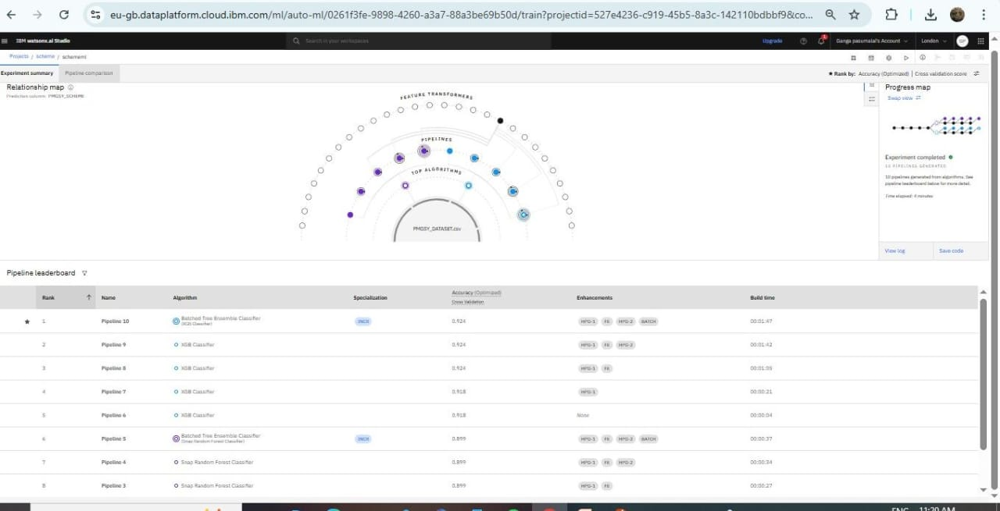 eu-gb.dataplatform.cloud.ibm.com/ml/auto-ml/0261f3fe-9898-4260-a3a7-88a3be69b50d/train?projectid=527e4236-c919-45b5-8a3c-142110bdbbf9&co...
IBM watsonx.ai Studio
Search in your workspaces
Upgrade
Ganga pasumalai's Account
London
GP
Projects / scheme / schememl
Experiment summary
Pipeline comparison
Rank by: Accuracy (Optimized) | Cross validation score
Relationship map
Prediction column: PMGSY_SCHEME
FEATURE TRANSFORMERS
PIPELINES
TOP ALGORITHMS
PMGSY_DATASET.csv
Progress map
Swap view
Experiment completed
10 PIPELINES GENERATED
10 pipelines generated from algorithms. See
pipeline leaderboard below for more detail.
Time elapsed: 4 minutes
View log
Save code
Pipeline leaderboard
Rank Name Algorithm Specialization Accuracy (Optimized) Enhancements Build time
Cross Validation
1 Pipeline 10 Batched Tree Ensemble Classifier INCR 0.924 HPO-1 FE HPO-2 BATCH 00:01:47
(XGB Classifier)
2 Pipeline 9 XGB Classifier 0.924 HPO-1 FE HPO-2 00:01:42
3 Pipeline 8 XGB Classifier 0.924 HPO-1 FE 00:01:05
4 Pipeline 7 XGB Classifier 0.918 HPO-1 00:00:21
5 Pipeline 6 XGB Classifier 0.918 None 00:00:04
6 Pipeline 5 Batched Tree Ensemble Classifier INCR 0.899 HPO-1 FE HPO-2 BATCH 00:00:37
(Snap Random Forest Classifier)
7 Pipeline 4 Snap Random Forest Classifier 0.899 HPO-1 FE HPO-2 00:00:34
8 Pipeline 3 Snap Random Forest Classifier 0.899 HPO-1 FE 00:00:27
ENG 11:20 AM